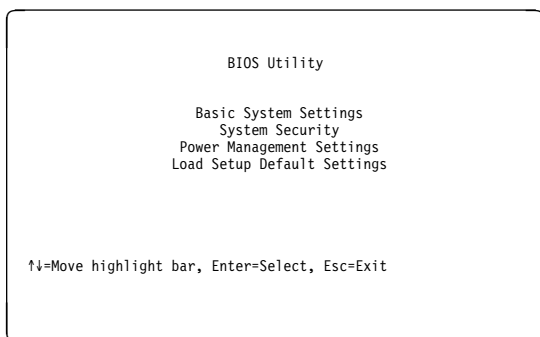 BIOS Utility
Basic System Settings
System Security
Power Management Settings
Load Setup Default Settings
↑↓=Move highlight bar, Enter=Select, Esc=Exit